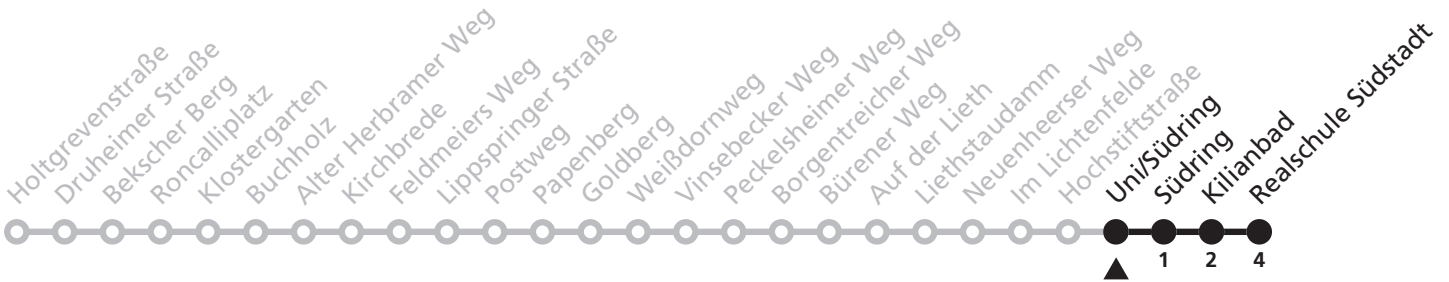 Holtgrevenstraße
Druheimer Straße
Bekscher Berg
Roncalliplatz
Klostergarten
Buchholz
Alter Herbramer Weg
Kirchbrede
Feldmeiers Weg
Lippspringer Straße
Postweg
Papenberg
Goldberg
Weißdornweg
Vinsebecker Weg
Peckelsheimer Weg
Borgentreicher Weg
Bürener Weg
Auf der Lieth
Liethstaudamm
Neuenheerser Weg
Im Lichtenfelde
Hochstiftstraße
Uni/Südring
Südring
Kilianbad
Realschule Südstadt
1
2
4